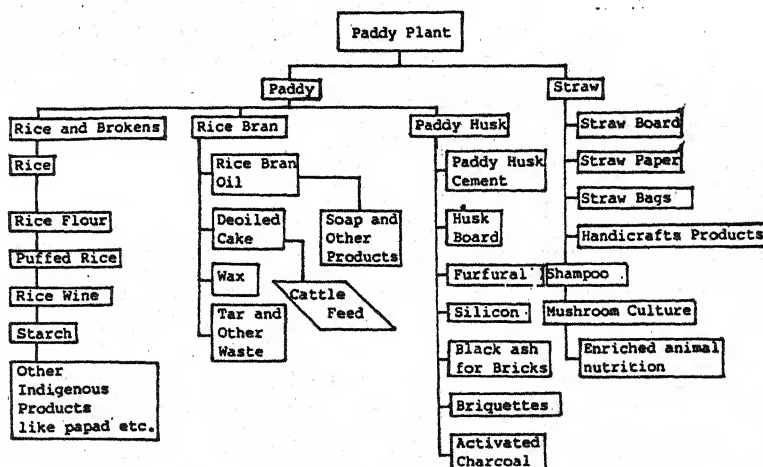 Paddy Plant
Paddy
Straw
Rice and Brokens
Rice
Rice Flour
Puffed Rice
Rice Wine
Starch
Other
Indigenous
Products
like papad etc.
Rice Bran
Rice Bran
Oil
Soap and
Other
Products
Deoiled
Cake
Cattle
Feed
Wax
Tar and
Other
Waste
Paddy Husk
Paddy Husk
Cement
Husk
Board
Furfural
Silicon
Black ash
for Bricks
Briquettes
Activated
Charcoal
Straw Board
Straw Paper
Straw Bags
Handicrafts Products
Shampoo
Mushroom Culture
Enriched animal
nutrition